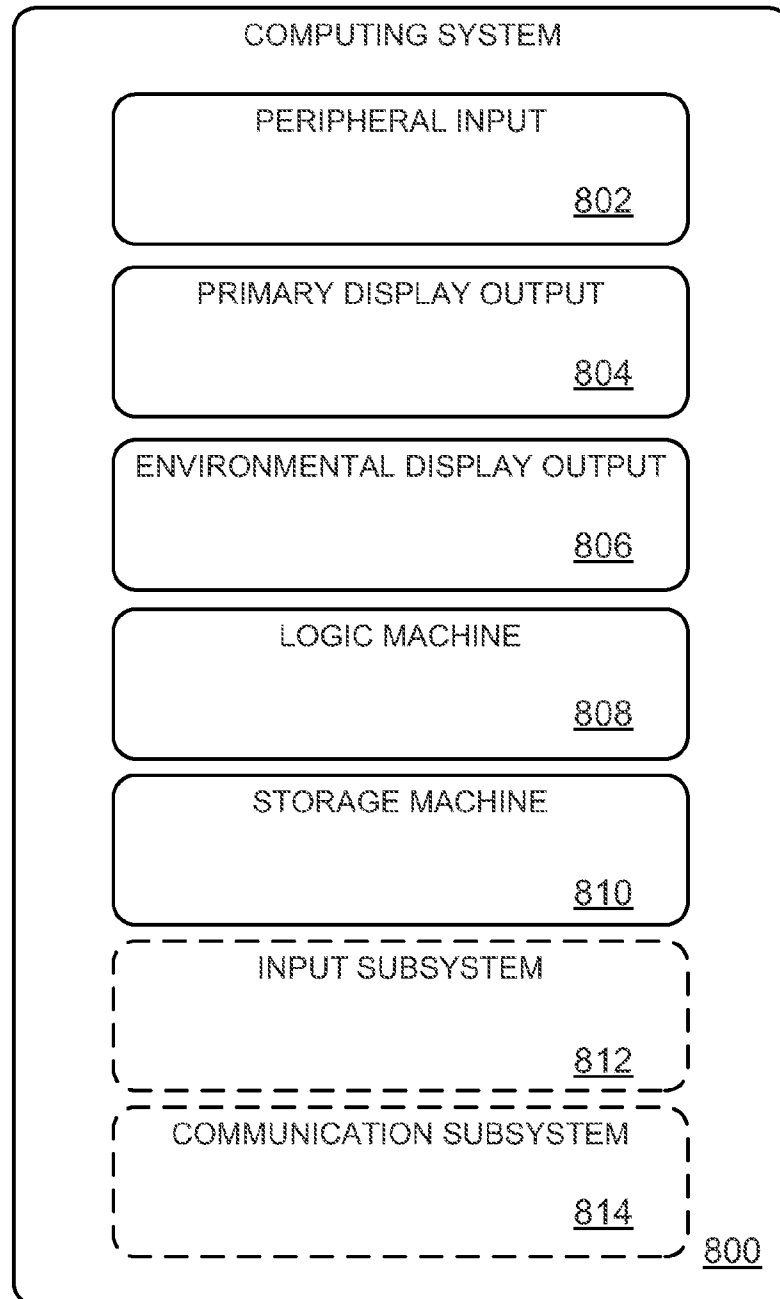 COMPUTING SYSTEM
PERIPHERAL INPUT
802
PRIMARY DISPLAY OUTPUT
804
ENVIRONMENTAL DISPLAY OUTPUT
806
LOGIC MACHINE
808
STORAGE MACHINE
810
INPUT SUBSYSTEM
812
COMMUNICATION SUBSYSTEM
814
800